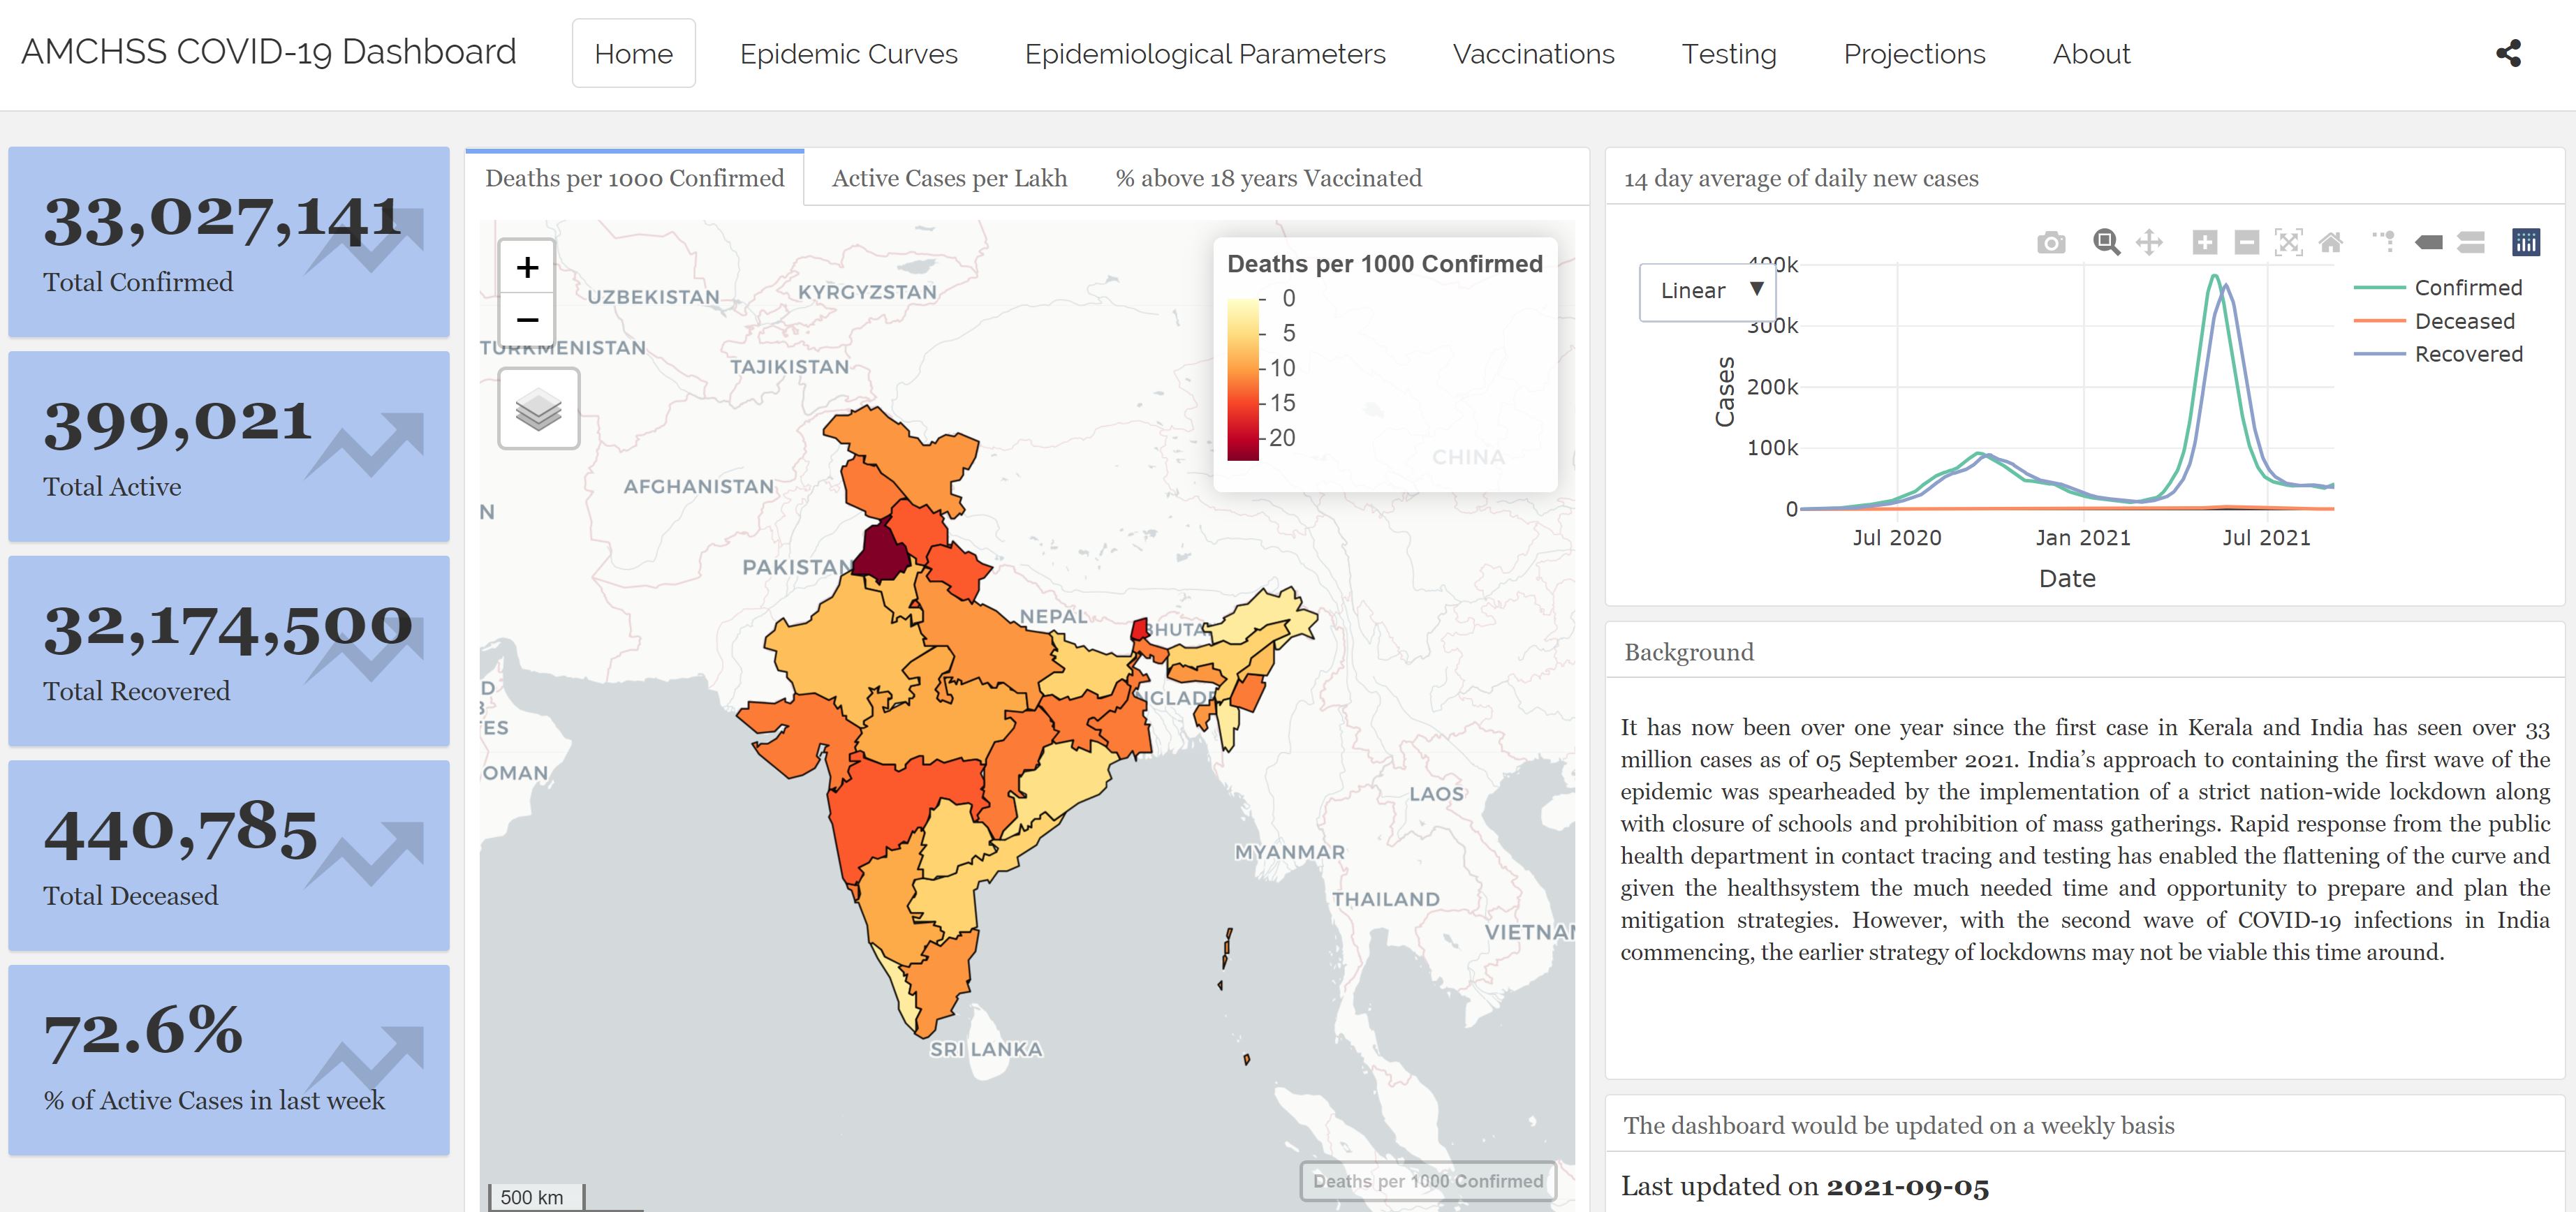 AMCHSS COVID-19 Dashboard
Home
Epidemic Curves
Epidemiological Parameters
Vaccinations
Testing
Projections
About
33,027,141
Total Confirmed
399,021
Total Active
32,174,500
Total Recovered
440,785
Total Deceased
72.6%
% of Active Cases in last week
Deaths per 1000 Confirmed
Active Cases per Lakh
% above 18 years Vaccinated
+
−
Deaths per 1000 Confirmed
0
5
10
15
20
UZBEKISTAN
KYRGYZSTAN
TURKMENISTAN
TAJIKISTAN
CHINA
AFGHANISTAN
N
PAKISTAN
NEPAL
BHUTA
D
NGLADE
ES
OMAN
LAOS
MYANMAR
THAILAND
VIETNA
SRI LANKA
Deaths per 1000 Confirmed
500 km
14 day average of daily new cases
Linear ▼
400k
300k
200k
100k
0
Cases
Jul 2020
Jan 2021
Jul 2021
Date
Confirmed
Deceased
Recovered
Background
It has now been over one year since the first case in Kerala and India has seen over 33
million cases as of 05 September 2021. India’s approach to containing the first wave of the
epidemic was spearheaded by the implementation of a strict nation-wide lockdown along
with closure of schools and prohibition of mass gatherings. Rapid response from the public
health department in contact tracing and testing has enabled the flattening of the curve and
given the healthsystem the much needed time and opportunity to prepare and plan the
mitigation strategies. However, with the second wave of COVID-19 infections in India
commencing, the earlier strategy of lockdowns may not be viable this time around.
The dashboard would be updated on a weekly basis
Last updated on 2021-09-05